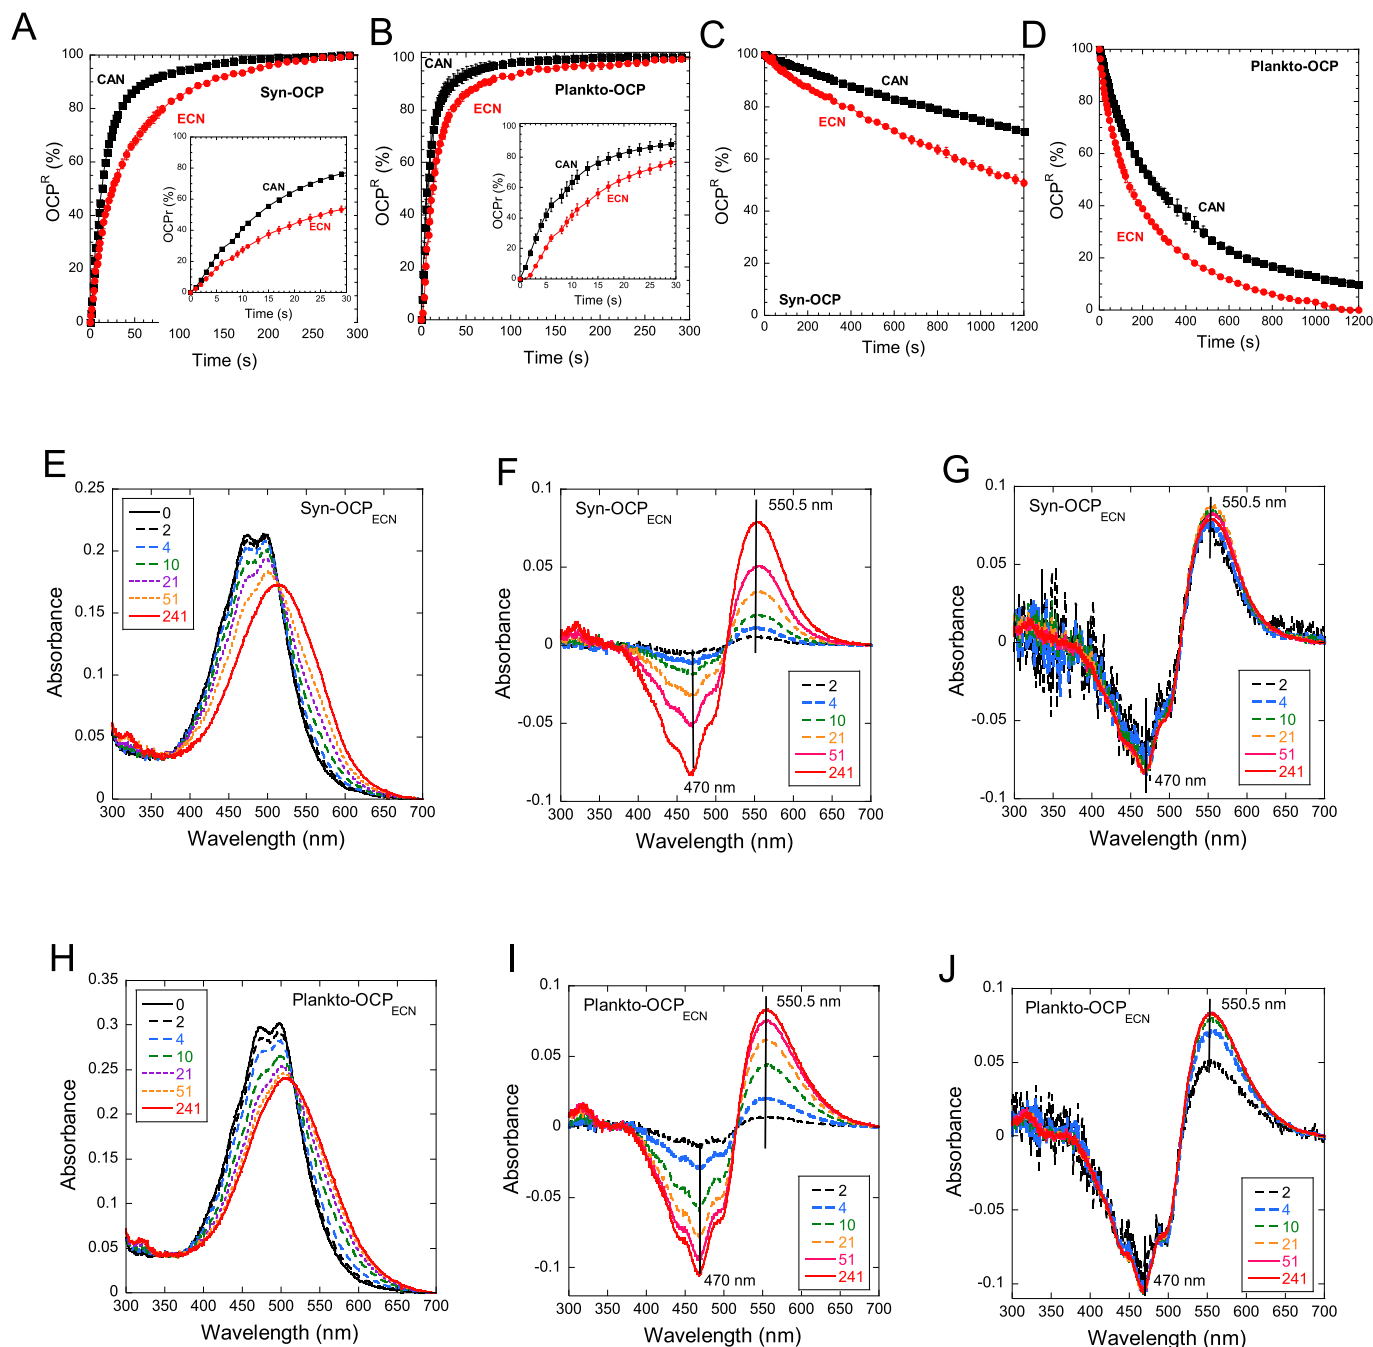 A
100
80
60
40
20
0
OCP^R (%)
CAN
ECN
Syn-OCP
0 50 100 150 200 250 300
Time (s)
100
80
60
40
20
0
OCPr (%)
CAN
ECN
0 5 10 15 20 25 30
Time (s)
B
100
80
60
40
20
0
OCP^R (%)
CAN
ECN
Plankto-OCP
0 50 100 150 200 250 300
Time (s)
100
80
60
40
20
0
OCPr (%)
CAN
ECN
0 5 10 15 20 25 30
Time (s)
C
100
80
60
40
20
0
OCP^R (%)
CAN
ECN
Syn-OCP
0 200 400 600 800 1000 1200
Time (s)
D
100
80
60
40
20
0
OCP^R (%)
Plankto-OCP
CAN
ECN
0 200 400 600 800 1000 1200
Time (s)
E
0.25
0.2
0.15
0.1
0.05
0
Absorbance
0
2
4
10
21
51
241
Syn-OCP_ECN
300 350 400 450 500 550 600 650 700
Wavelength (nm)
F
0.1
0.05
0
-0.05
-0.1
Absorbance
Syn-OCP_ECN
550.5 nm
470 nm
2
4
10
21
51
241
300 350 400 450 500 550 600 650 700
Wavelength (nm)
G
0.1
0.05
0
-0.05
-0.1
Absorbance
Syn-OCP_ECN
550.5 nm
470 nm
2
4
10
21
51
241
300 350 400 450 500 550 600 650 700
Wavelength (nm)
H
0.35
0.3
0.25
0.2
0.15
0.1
0.05
0
Absorbance
0
2
4
10
21
51
241
Plankto-OCP_ECN
300 350 400 450 500 550 600 650 700
Wavelength (nm)
I
0.1
0.05
0
-0.05
-0.1
Absorbance
Plankto-OCP_ECN
550.5 nm
470 nm
2
4
10
21
51
241
300 350 400 450 500 550 600 650 700
Wavelength (nm)
J
0.1
0.05
0
-0.05
-0.1
Absorbance
Plankto-OCP_ECN
550.5 nm
470 nm
2
4
10
21
51
241
300 350 400 450 500 550 600 650 700
Wavelength (nm)